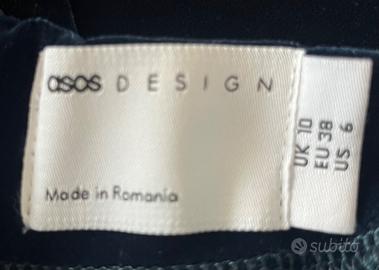 asos DESIGN
Made in Romania
UK 10
EU 38
US 6
subito